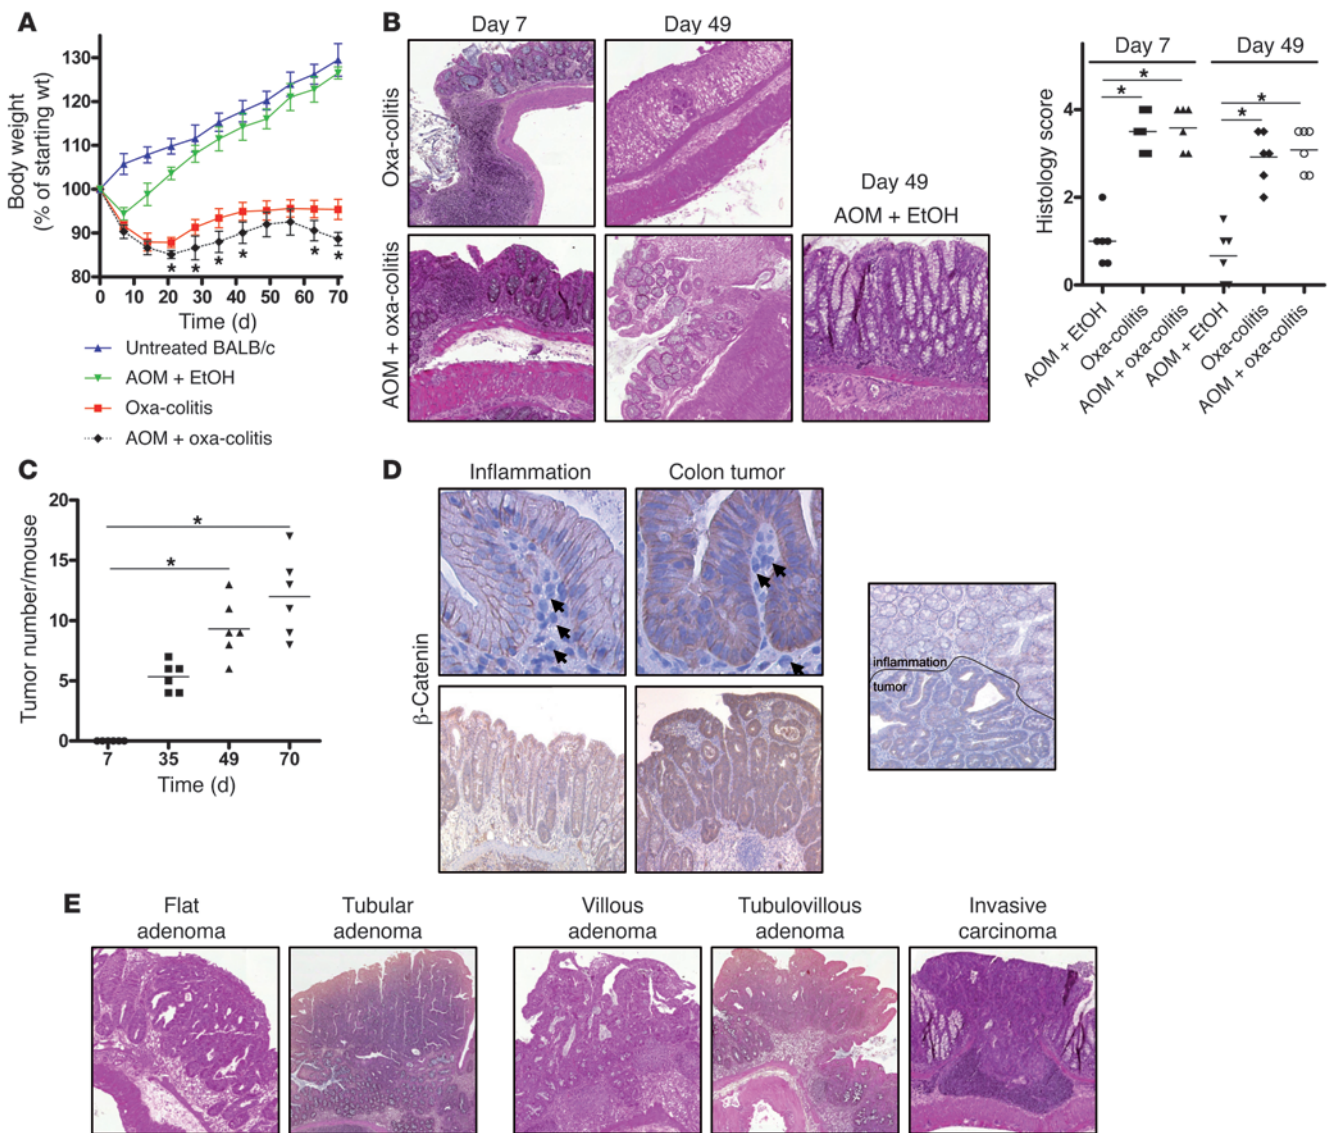 A
Body weight
(% of starting wt)
130
120
110
100
90
80
* * * * * *
0 10 20 30 40 50 60 70
Time (d)
Untreated BALB/c
AOM + EtOH
Oxa-colitis
AOM + oxa-colitis
B
Day 7
Day 49
Oxa-colitis
AOM + oxa-colitis
Day 49
AOM + EtOH
Day 7
Day 49
*
*
*
*
Histology score
4
2
0
AOM + EtOH
Oxa-colitis
AOM + oxa-colitis
AOM + EtOH
Oxa-colitis
AOM + oxa-colitis
C
Tumor number/mouse
20
15
10
5
0
*
*
7 35 49 70
Time (d)
D
Inflammation
Colon tumor
β-Catenin
inflammation
tumor
E
Flat
adenoma
Tubular
adenoma
Villous
adenoma
Tubulovillous
adenoma
Invasive
carcinoma